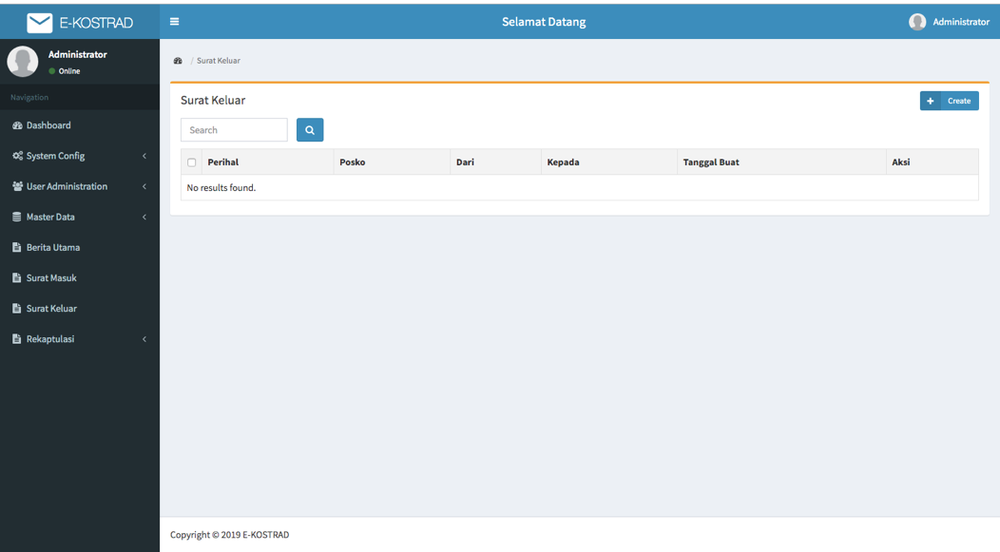 E-KOSTRAD
Selamat Datang
Administrator
Administrator
Online
Navigation
Dashboard
System Config
User Administration
Master Data
Berita Utama
Surat Masuk
Surat Keluar
Rekaptulasi
/ Surat Keluar
Surat Keluar
+ Create
Search
Perihal Posko Dari Kepada Tanggal Buat Aksi
No results found.
Copyright © 2019 E-KOSTRAD